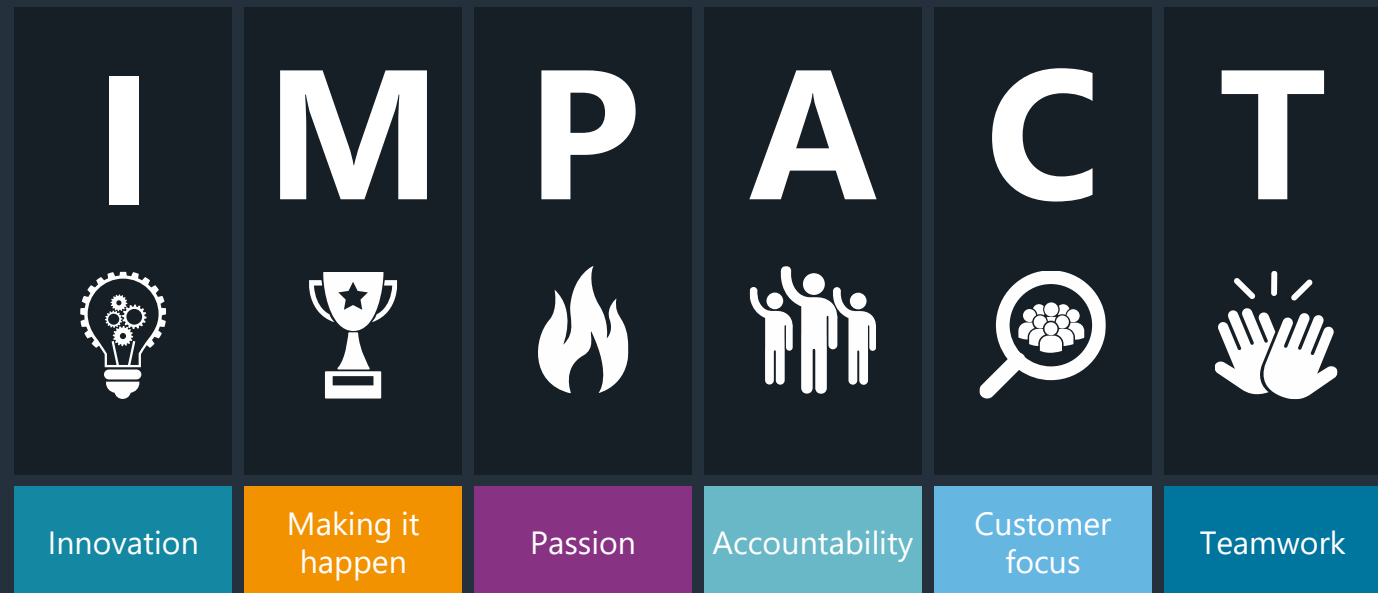 I M P A C T
Innovation
Making it
happen
Passion
Accountability
Customer
focus
Teamwork